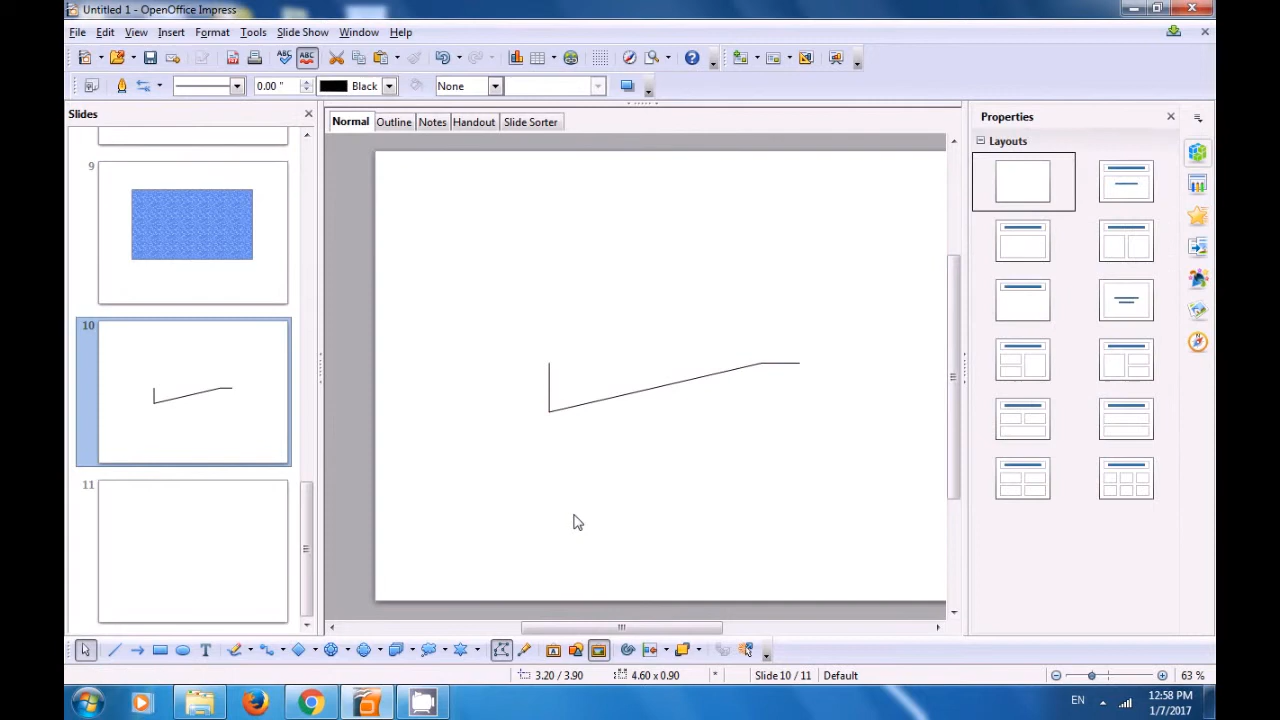 Untitled 1 - OpenOffice Impress
File Edit View Insert Format Tools Slide Show Window Help
0.00 " Black None
Slides
Normal Outline Notes Handout Slide Sorter
Properties
Layouts
9
10
11
3.20 / 3.90 4.60 x 0.90 * Slide 10 / 11 Default 63 %
EN
12:58 PM
1/7/2017